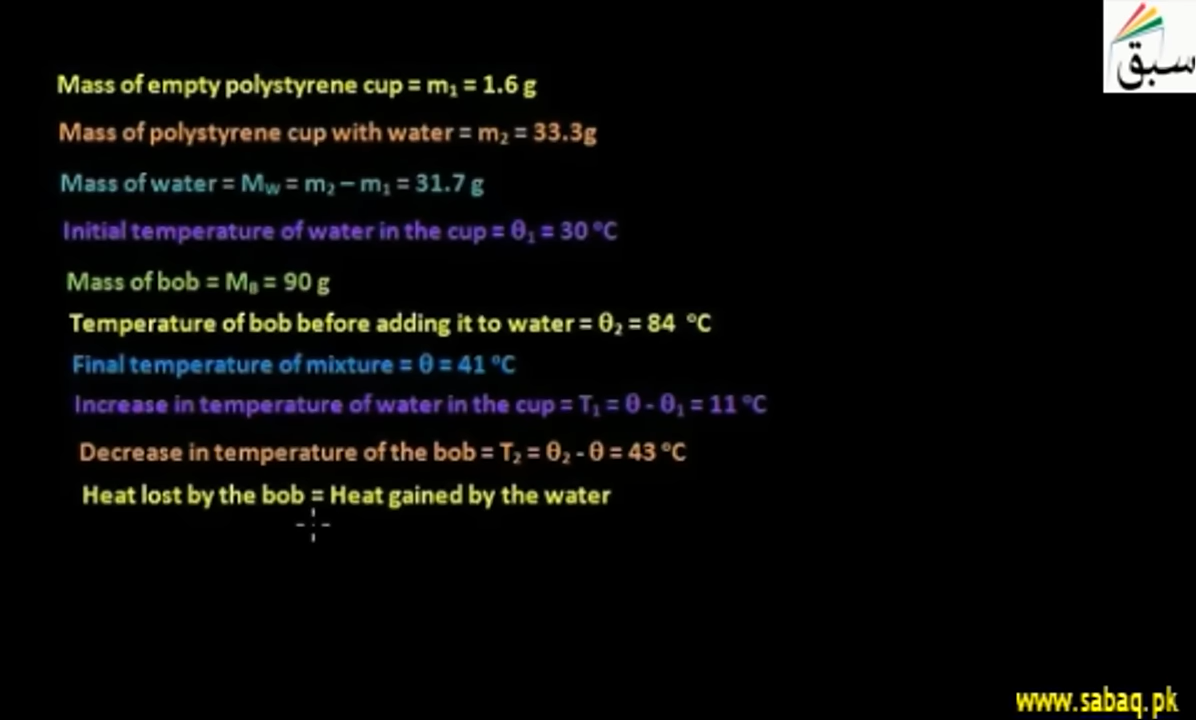 سبق
Mass of empty polystyrene cup = m₁ = 1.6 g
Mass of polystyrene cup with water = m₂ = 33.3g
Mass of water = M_W = m₂ – m₁ = 31.7 g
Initial temperature of water in the cup = θ₁ = 30 °C
Mass of bob = M_B = 90 g
Temperature of bob before adding it to water = θ₂ = 84 °C
Final temperature of mixture = θ = 41 °C
Increase in temperature of water in the cup = T₁ = θ - θ₁ = 11 °C
Decrease in temperature of the bob = T₂ = θ₂ - θ = 43 °C
Heat lost by the bob = Heat gained by the water
www.sabaq.pk